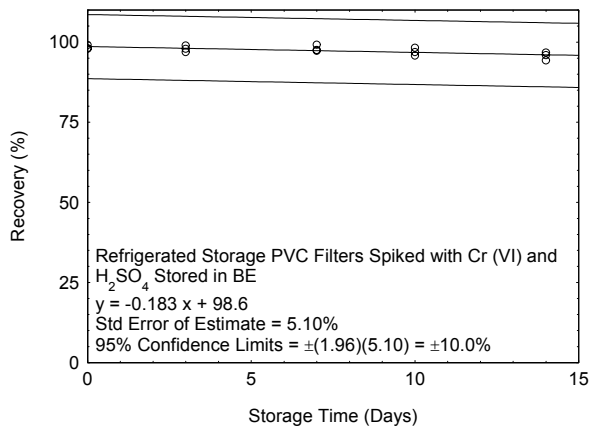 100
75
50
25
0
Recovery (%)
Refrigerated Storage PVC Filters Spiked with Cr (VI) and
H₂SO₄ Stored in BE
y = -0.183 x + 98.6
Std Error of Estimate = 5.10%
95% Confidence Limits = ±(1.96)(5.10) = ±10.0%
0 5 10 15
Storage Time (Days)